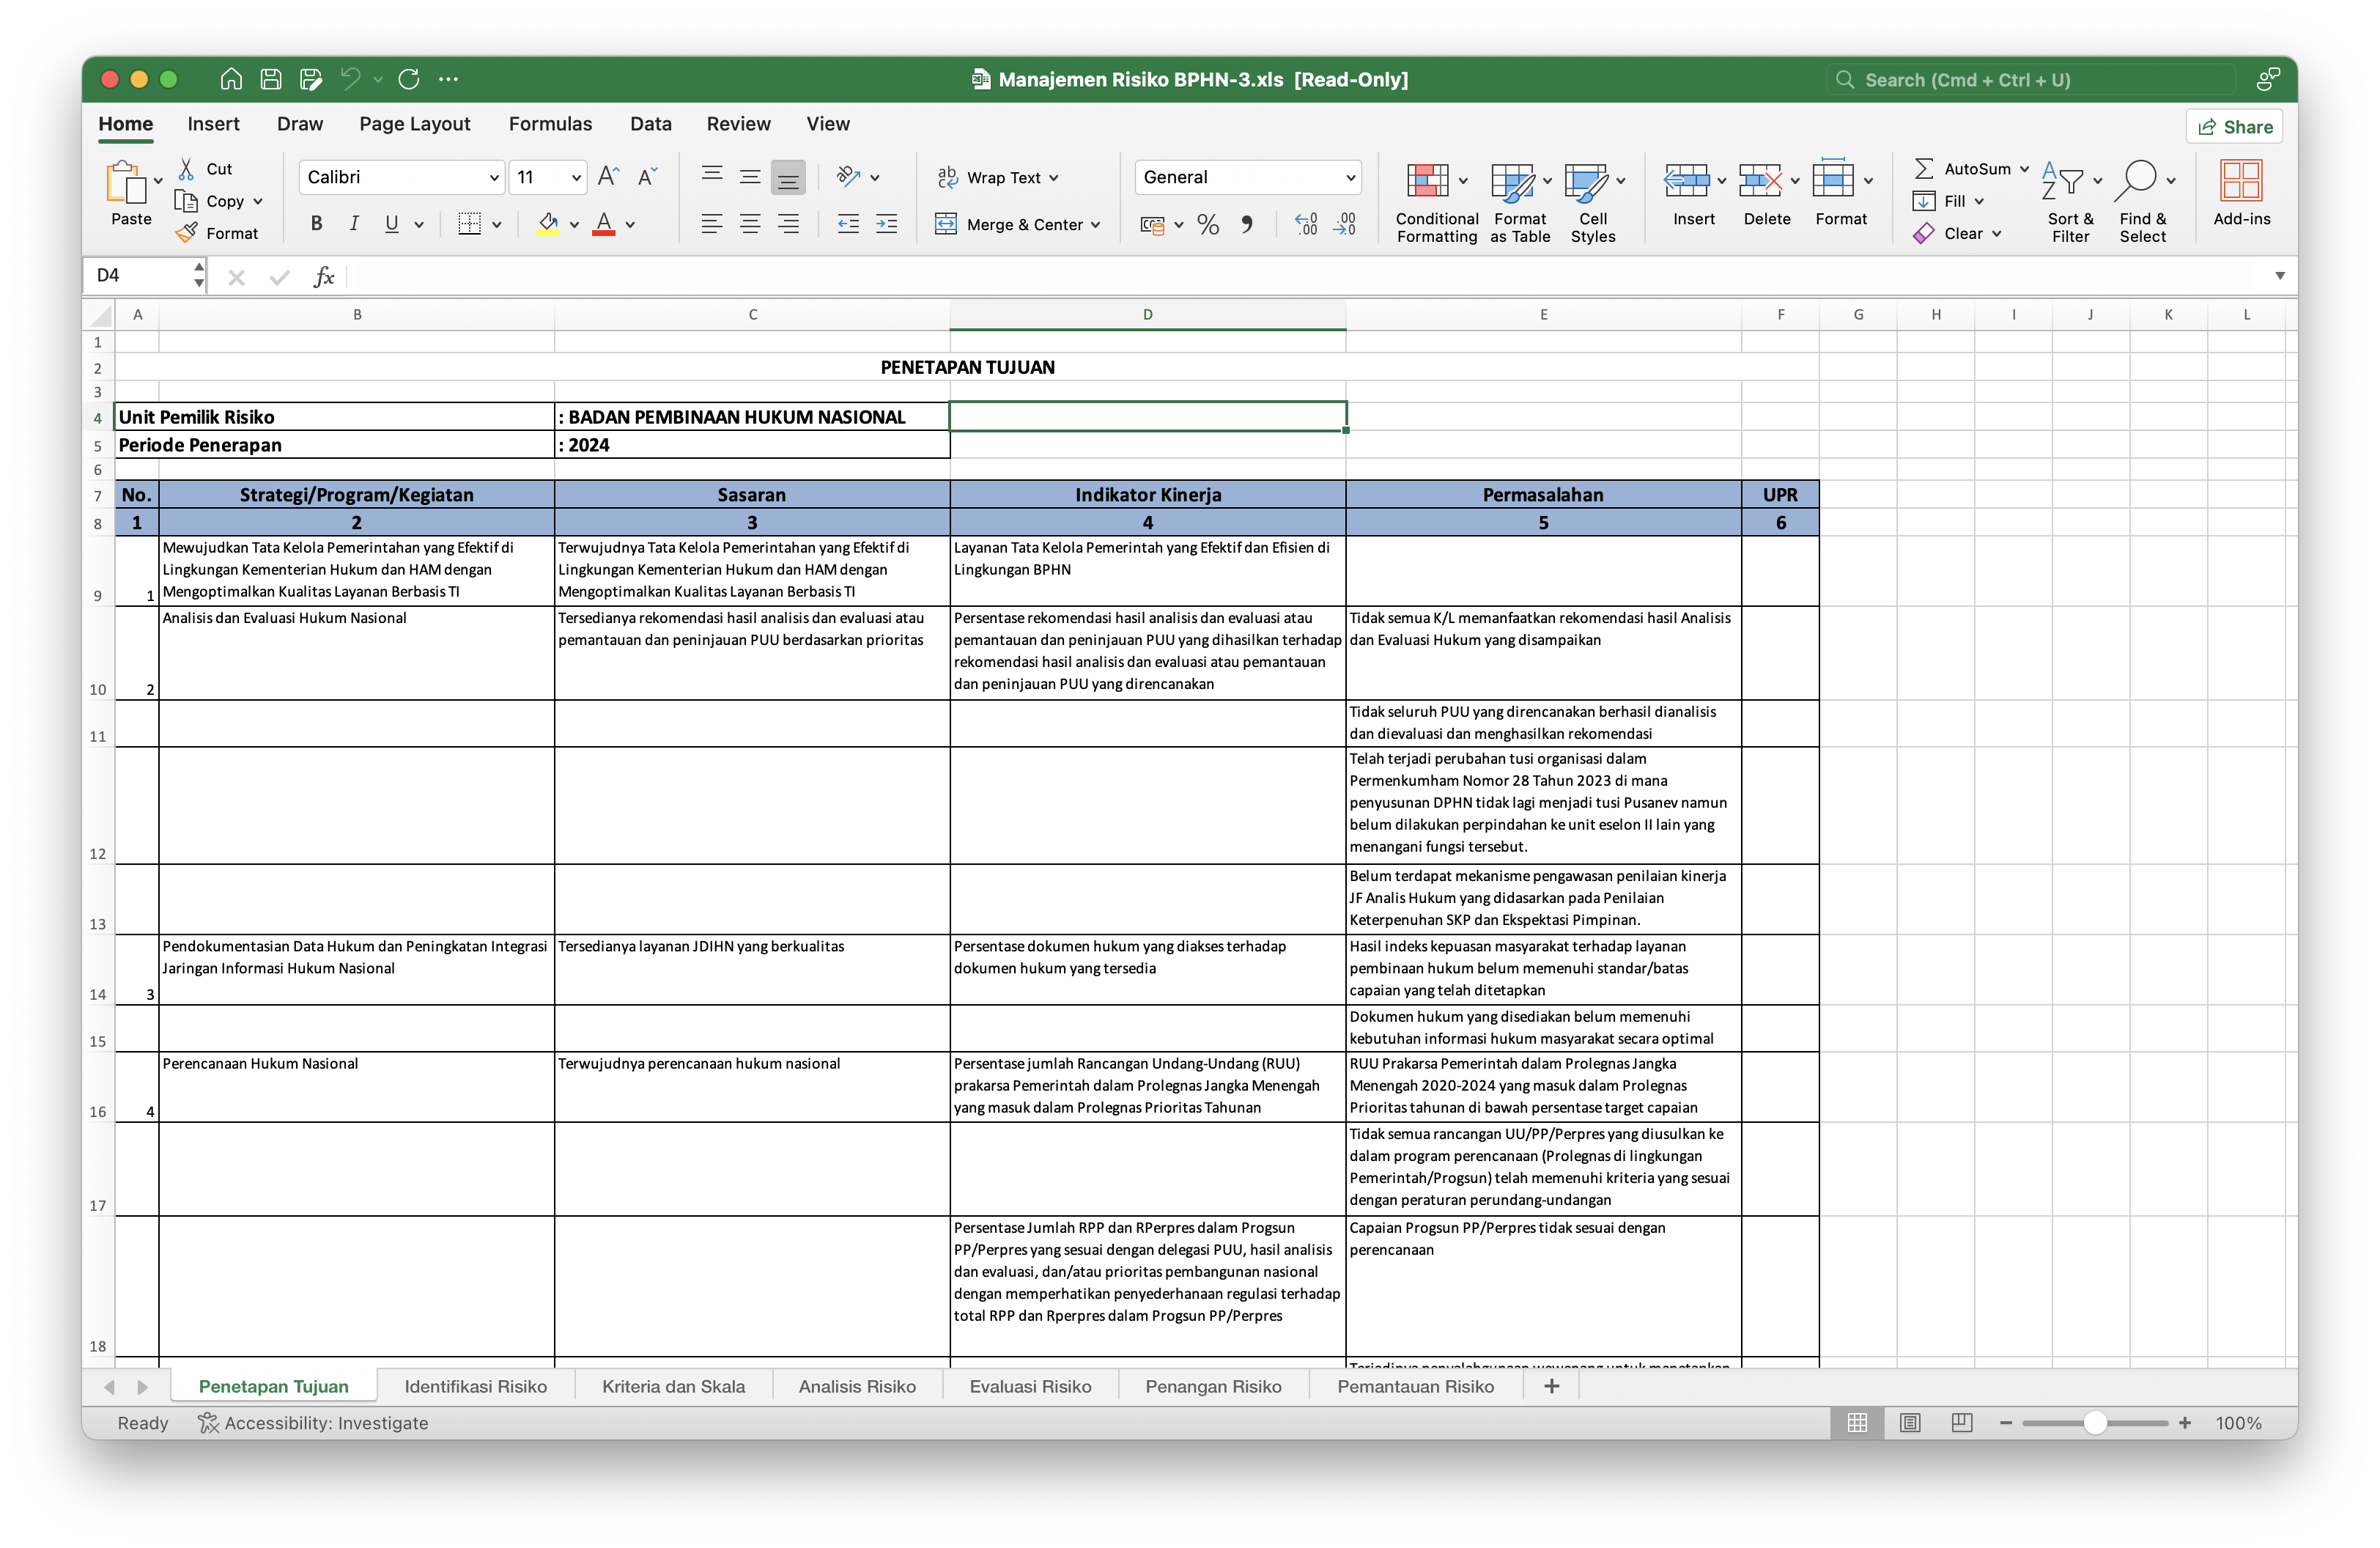 Manajemen Risiko BPHN-3.xls [Read-Only]
Search (Cmd + Ctrl + U)
Home Insert Draw Page Layout Formulas Data Review View
Share
Paste
Cut
Copy
Format
Calibri 11
B I U
Wrap Text
Merge & Center
General
Conditional Formatting
Format as Table
Cell Styles
Insert
Delete
Format
AutoSum
Fill
Clear
Sort & Filter
Find & Select
Add-ins
D4
fx
A B C D E F G H I J K L
1
2 PENETAPAN TUJUAN
3
4 Unit Pemilik Risiko : BADAN PEMBINAAN HUKUM NASIONAL
5 Periode Penerapan : 2024
6
7 No. Strategi/Program/Kegiatan Sasaran Indikator Kinerja Permasalahan UPR
8 1 2 3 4 5 6
9 1
Mewujudkan Tata Kelola Pemerintahan yang Efektif di
Lingkungan Kementerian Hukum dan HAM dengan
Mengoptimalkan Kualitas Layanan Berbasis TI
Terwujudnya Tata Kelola Pemerintahan yang Efektif di
Lingkungan Kementerian Hukum dan HAM dengan
Mengoptimalkan Kualitas Layanan Berbasis TI
Layanan Tata Kelola Pemerintah yang Efektif dan Efisien di
Lingkungan BPHN
10 2
Analisis dan Evaluasi Hukum Nasional
Tersedianya rekomendasi hasil analisis dan evaluasi atau
pemantauan dan peninjauan PUU berdasarkan prioritas
Persentase rekomendasi hasil analisis dan evaluasi atau
pemantauan dan peninjauan PUU yang dihasilkan terhadap
rekomendasi hasil analisis dan evaluasi atau pemantauan
dan peninjauan PUU yang direncanakan
Tidak semua K/L memanfaatkan rekomendasi hasil Analisis
dan Evaluasi Hukum yang disampaikan
11
Tidak seluruh PUU yang direncanakan berhasil dianalisis
dan dievaluasi dan menghasilkan rekomendasi
12
Telah terjadi perubahan tusi organisasi dalam
Permenkumham Nomor 28 Tahun 2023 di mana
penyusunan DPHN tidak lagi menjadi tusi Pusanev namun
belum dilakukan perpindahan ke unit eselon II lain yang
menangani fungsi tersebut.
13
Belum terdapat mekanisme pengawasan penilaian kinerja
JF Analis Hukum yang didasarkan pada Penilaian
Keterpenuhan SKP dan Ekspektasi Pimpinan.
14 3
Pendokumentasian Data Hukum dan Peningkatan Integrasi
Jaringan Informasi Hukum Nasional
Tersedianya layanan JDIHN yang berkualitas
Persentase dokumen hukum yang diakses terhadap
dokumen hukum yang tersedia
Hasil indeks kepuasan masyarakat terhadap layanan
pembinaan hukum belum memenuhi standar/batas
capaian yang telah ditetapkan
15
Dokumen hukum yang disediakan belum memenuhi
kebutuhan informasi hukum masyarakat secara optimal
16 4
Perencanaan Hukum Nasional
Terwujudnya perencanaan hukum nasional
Persentase jumlah Rancangan Undang-Undang (RUU)
prakarsa Pemerintah dalam Prolegnas Jangka Menengah
yang masuk dalam Prolegnas Prioritas Tahunan
RUU Prakarsa Pemerintah dalam Prolegnas Jangka
Menengah 2020-2024 yang masuk dalam Prolegnas
Prioritas tahunan di bawah persentase target capaian
17
Tidak semua rancangan UU/PP/Perpres yang diusulkan ke
dalam program perencanaan (Prolegnas di lingkungan
Pemerintah/Progsun) telah memenuhi kriteria yang sesuai
dengan peraturan perundang-undangan
18
Persentase Jumlah RPP dan RPerpres dalam Progsun
PP/Perpres yang sesuai dengan delegasi PUU, hasil analisis
dan evaluasi, dan/atau prioritas pembangunan nasional
dengan memperhatikan penyederhanaan regulasi terhadap
total RPP dan Rperpres dalam Progsun PP/Perpres
Capaian Progsun PP/Perpres tidak sesuai dengan
perencanaan
Penetapan Tujuan Identifikasi Risiko Kriteria dan Skala Analisis Risiko Evaluasi Risiko Penangan Risiko Pemantauan Risiko
Ready Accessibility: Investigate 100%